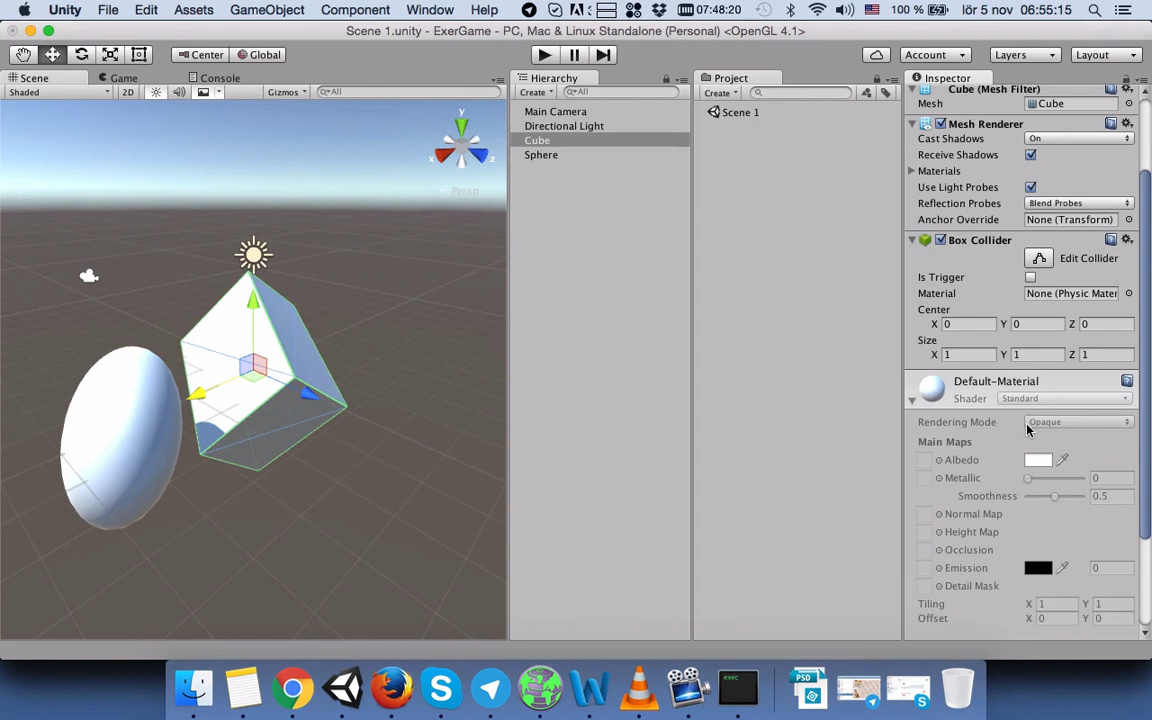 Unity File Edit Assets GameObject Component Window Help 07:48:20 100 % lör 5 nov 06:55:15
Scene 1.unity - ExerGame - PC, Mac & Linux Standalone (Personal) <OpenGL 4.1>
Center Global Account Layers Layout
Scene Game Console Hierarchy Project Inspector
Shaded 2D Gizmos All Create All Create
Cube (Mesh Filter)
Mesh Cube
Main Camera
Directional Light
Cube
Sphere
Scene 1
Mesh Renderer
Cast Shadows On
Receive Shadows
Materials
Use Light Probes
Reflection Probes Blend Probes
Anchor Override None (Transform)
Box Collider
Edit Collider
Is Trigger
Material None (Physic Mater
Center
X 0 Y 0 Z 0
Size
X 1 Y 1 Z 1
Default-Material
Shader Standard
Rendering Mode Opaque
Main Maps
Albedo
Metallic 0
Smoothness 0.5
Normal Map
Height Map
Occlusion
Emission 0
Detail Mask
Tiling X 1 Y 1
Offset X 0 Y 0
y
x z
Persp
exec
PSD